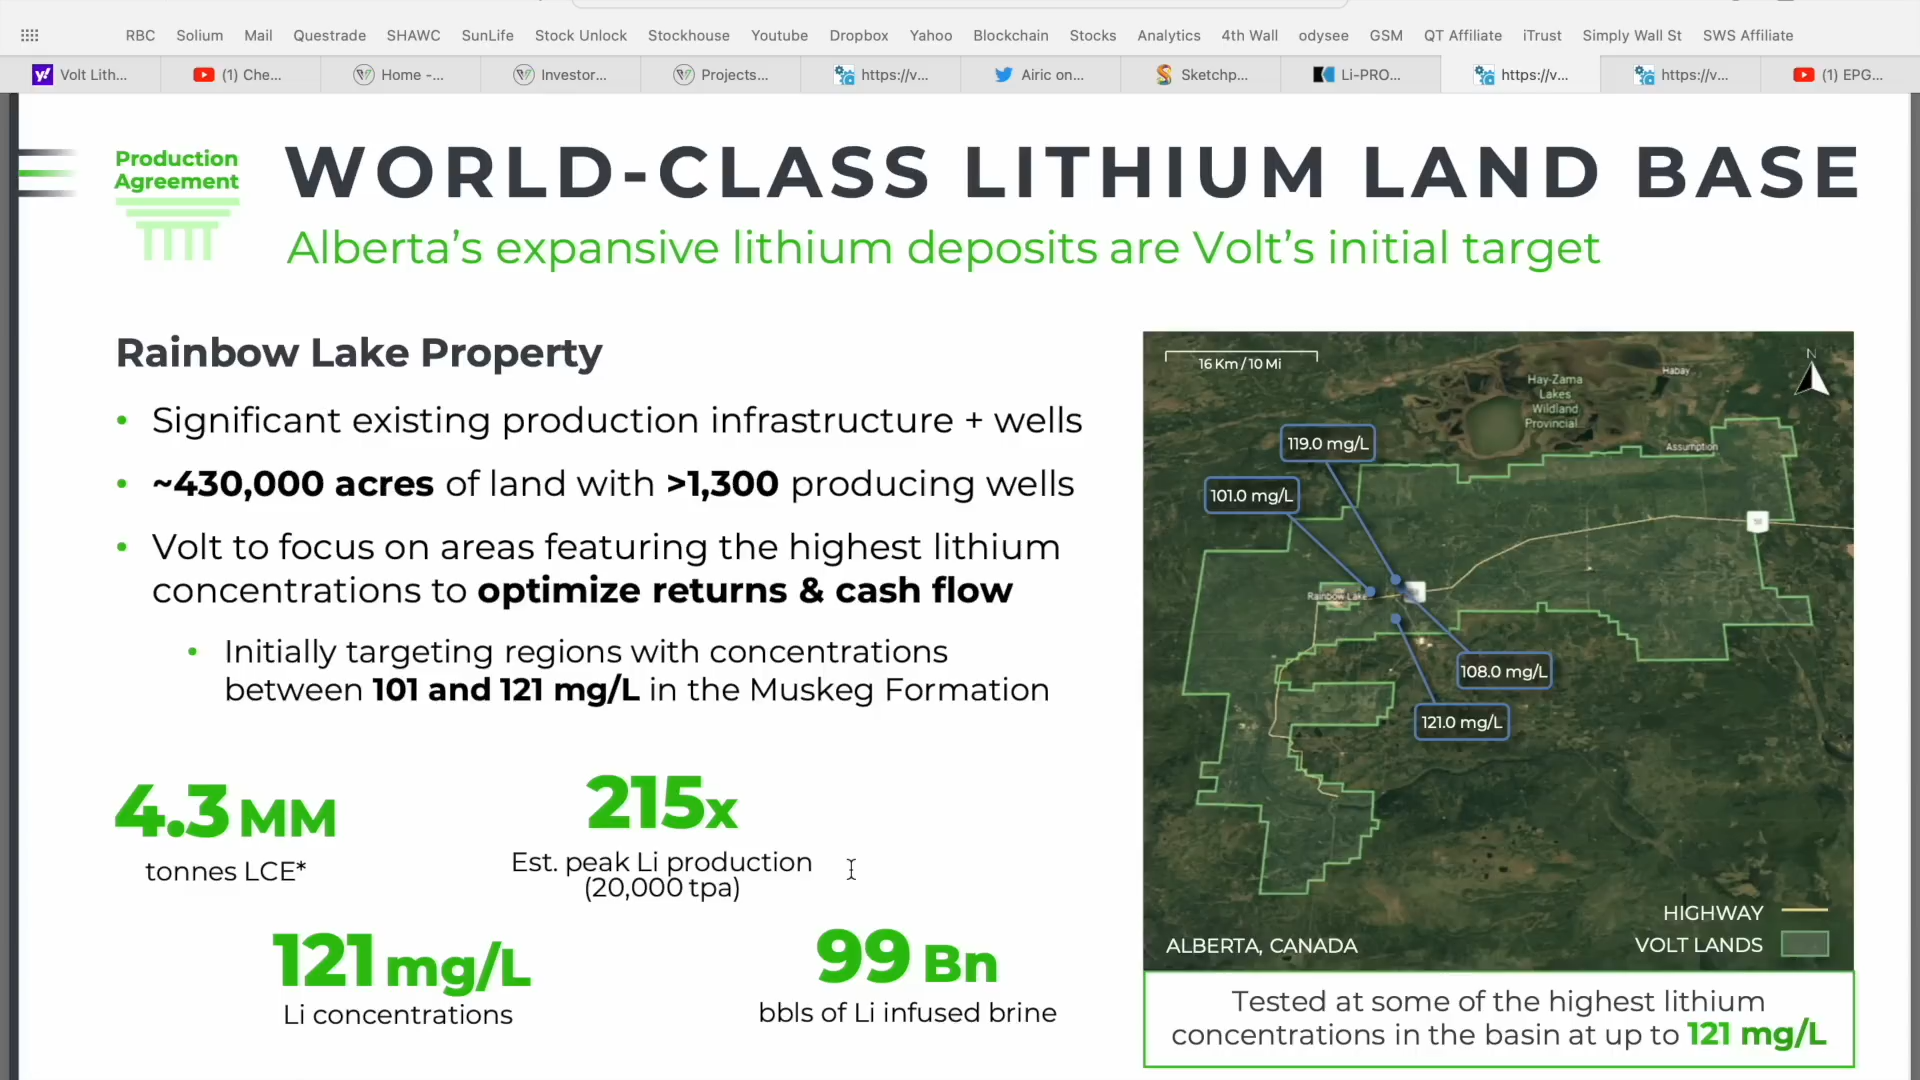 RBC Solium Mail Questrade SHAWC SunLife Stock Unlock Stockhouse Youtube Dropbox Yahoo Blockchain Stocks Analytics 4th Wall odysee GSM QT Affiliate iTrust Simply Wall St SWS Affiliate
Volt Lith... (1) Che... Home -... Investor... Projects... https://v... Airic on... Sketchp... Li-PRO... https://v... https://v... (1) EPG...
Production
Agreement
WORLD-CLASS LITHIUM LAND BASE
Alberta's expansive lithium deposits are Volt's initial target
Rainbow Lake Property
• Significant existing production infrastructure + wells
• ~430,000 acres of land with >1,300 producing wells
• Volt to focus on areas featuring the highest lithium
concentrations to optimize returns & cash flow
• Initially targeting regions with concentrations
between 101 and 121 mg/L in the Muskeg Formation
4.3 MM
tonnes LCE*
215x
Est. peak Li production
(20,000 tpa)
121 mg/L
Li concentrations
99 Bn
bbls of Li infused brine
16 Km / 10 Mi
N
Habay
Hay-Zama
Lakes
Wildland
Provincial
Assumption
119.0 mg/L
101.0 mg/L
Rainbow Lake
108.0 mg/L
121.0 mg/L
HIGHWAY
VOLT LANDS
ALBERTA, CANADA
Tested at some of the highest lithium
concentrations in the basin at up to 121 mg/L